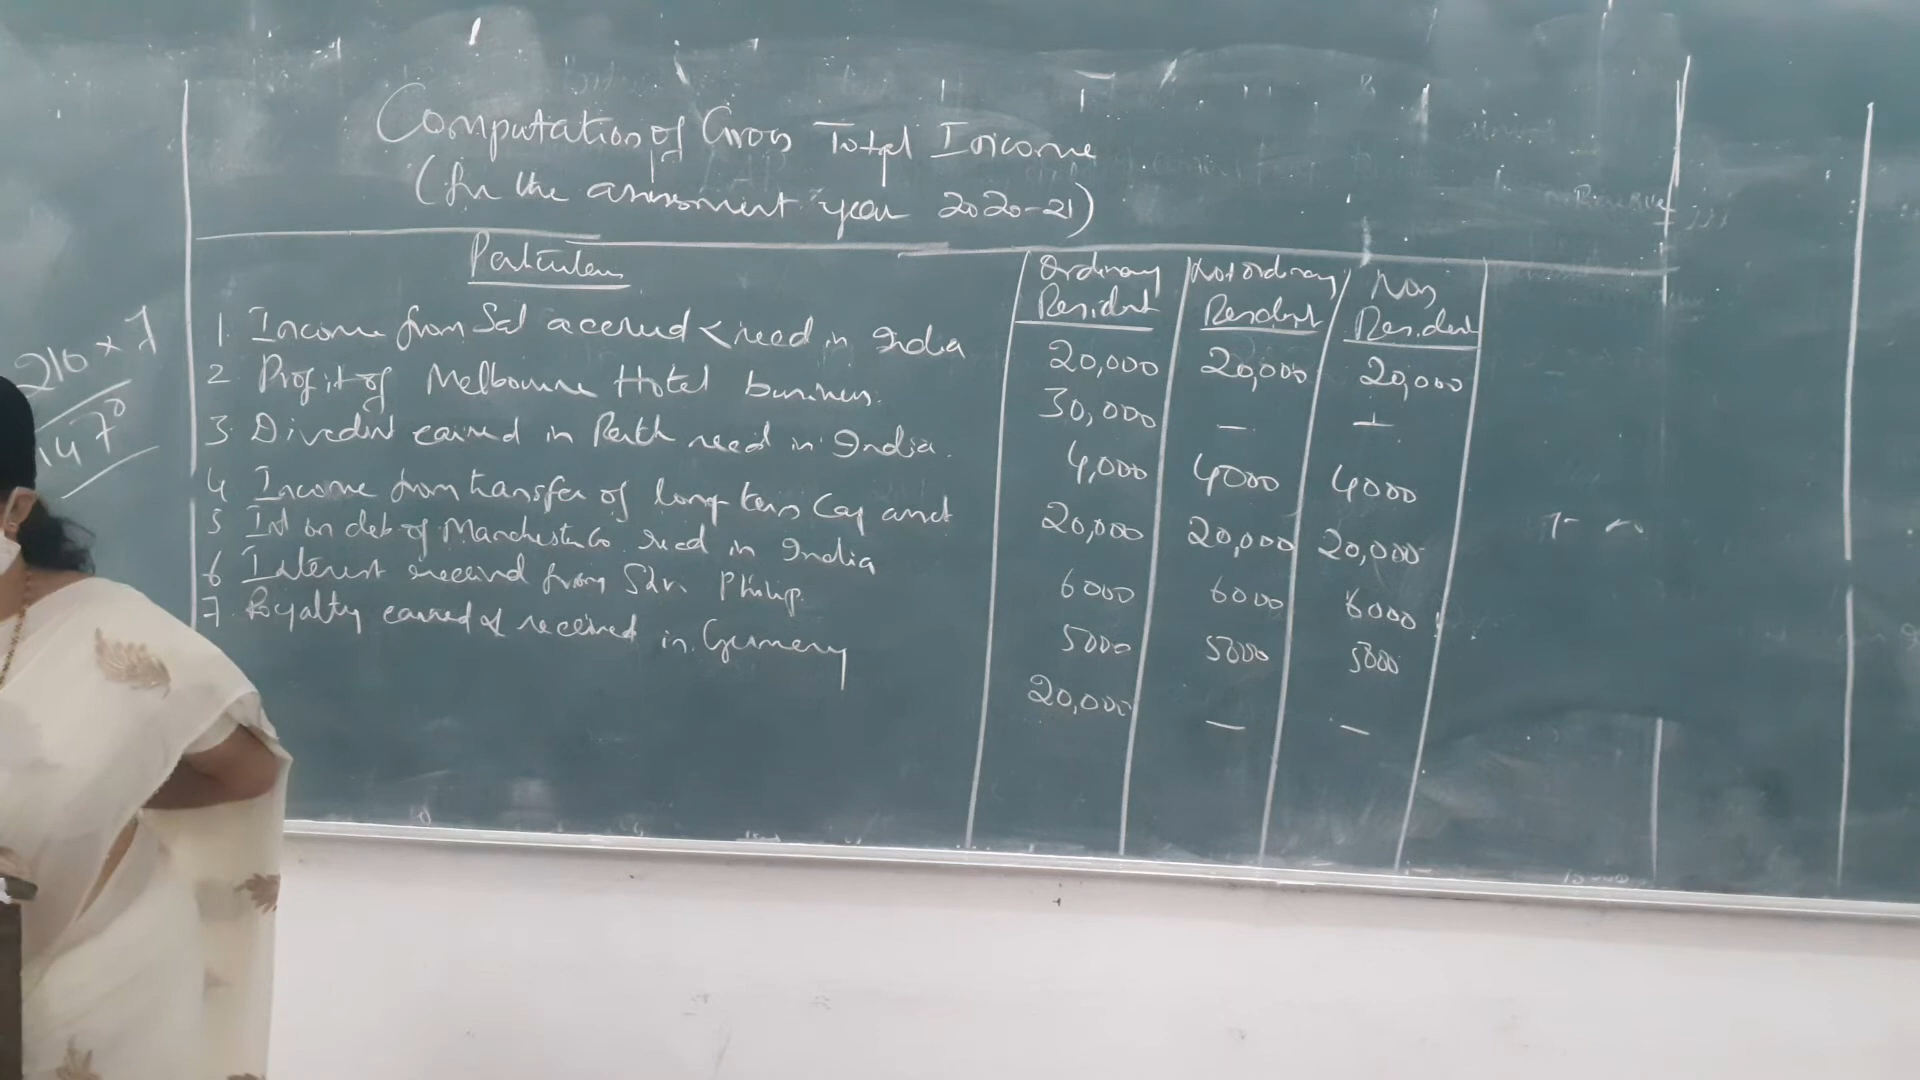 Computation of Gross Total Income
(for the assessment year 2020-21)
Particulars
Ordinary Resident
Not ordinary Resident
Non Resident
1. Income from Sal accrued & recd in India 20,000 20,000 20,000
2 Profit of Melbourne Hotel business. 30,000 — —
3. Divedent earned in Perth recd in India. 4,000 4000 4000
4 Income from transfer of long term Cap 20,000 20,000 20,000
5 Int on deb of Manchester Co. recd in India 6000 6000 6000
6 Interest received from Shri Philip. 5000 5000 5000
7. Royalty earned & received in Germany 20,000 — —
210 × 7
1470